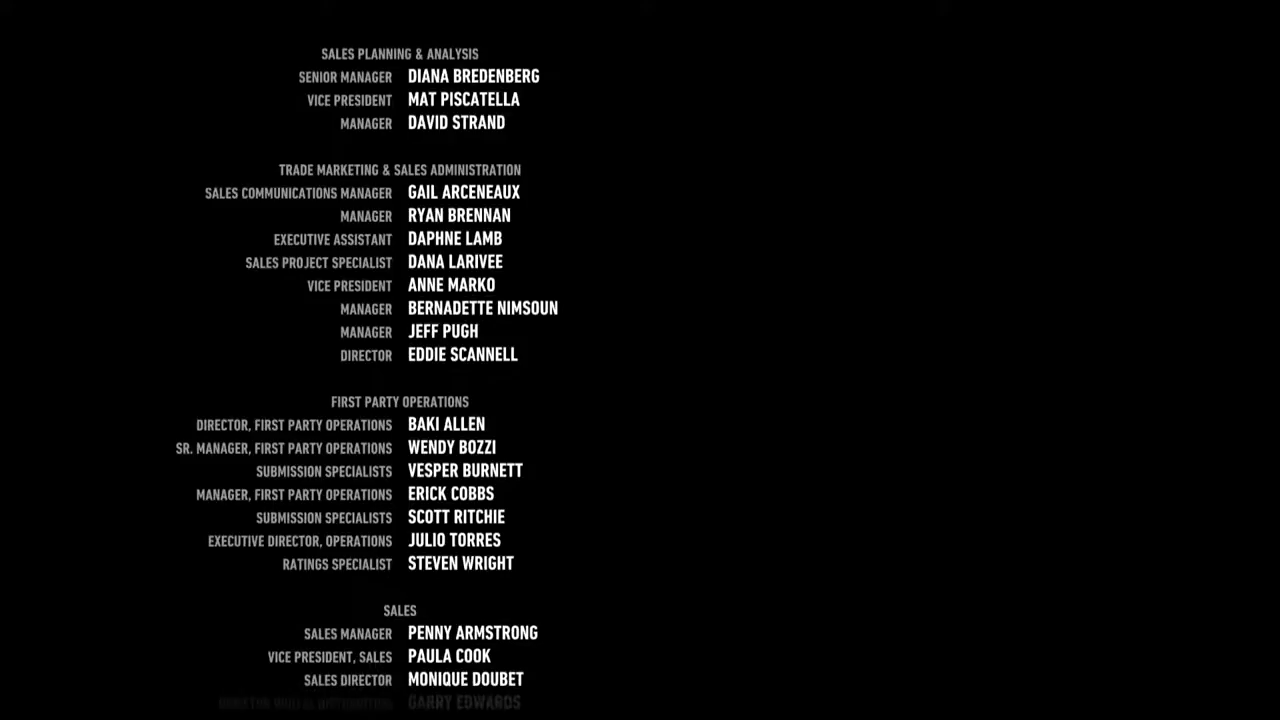 SALES PLANNING & ANALYSIS
SENIOR MANAGER DIANA BREDENBERG
VICE PRESIDENT MAT PISCATELLA
MANAGER DAVID STRAND
TRADE MARKETING & SALES ADMINISTRATION
SALES COMMUNICATIONS MANAGER GAIL ARCENEAUX
MANAGER RYAN BRENNAN
EXECUTIVE ASSISTANT DAPHNE LAMB
SALES PROJECT SPECIALIST DANA LARIVEE
VICE PRESIDENT ANNE MARKO
MANAGER BERNADETTE NIMSOUN
MANAGER JEFF PUGH
DIRECTOR EDDIE SCANNELL
FIRST PARTY OPERATIONS
DIRECTOR, FIRST PARTY OPERATIONS BAKI ALLEN
SR. MANAGER, FIRST PARTY OPERATIONS WENDY BOZZI
SUBMISSION SPECIALISTS VESPER BURNETT
MANAGER, FIRST PARTY OPERATIONS ERICK COBBS
SUBMISSION SPECIALISTS SCOTT RITCHIE
EXECUTIVE DIRECTOR, OPERATIONS JULIO TORRES
RATINGS SPECIALIST STEVEN WRIGHT
SALES
SALES MANAGER PENNY ARMSTRONG
VICE PRESIDENT, SALES PAULA COOK
SALES DIRECTOR MONIQUE DOUBET
GARRY EDWARDS